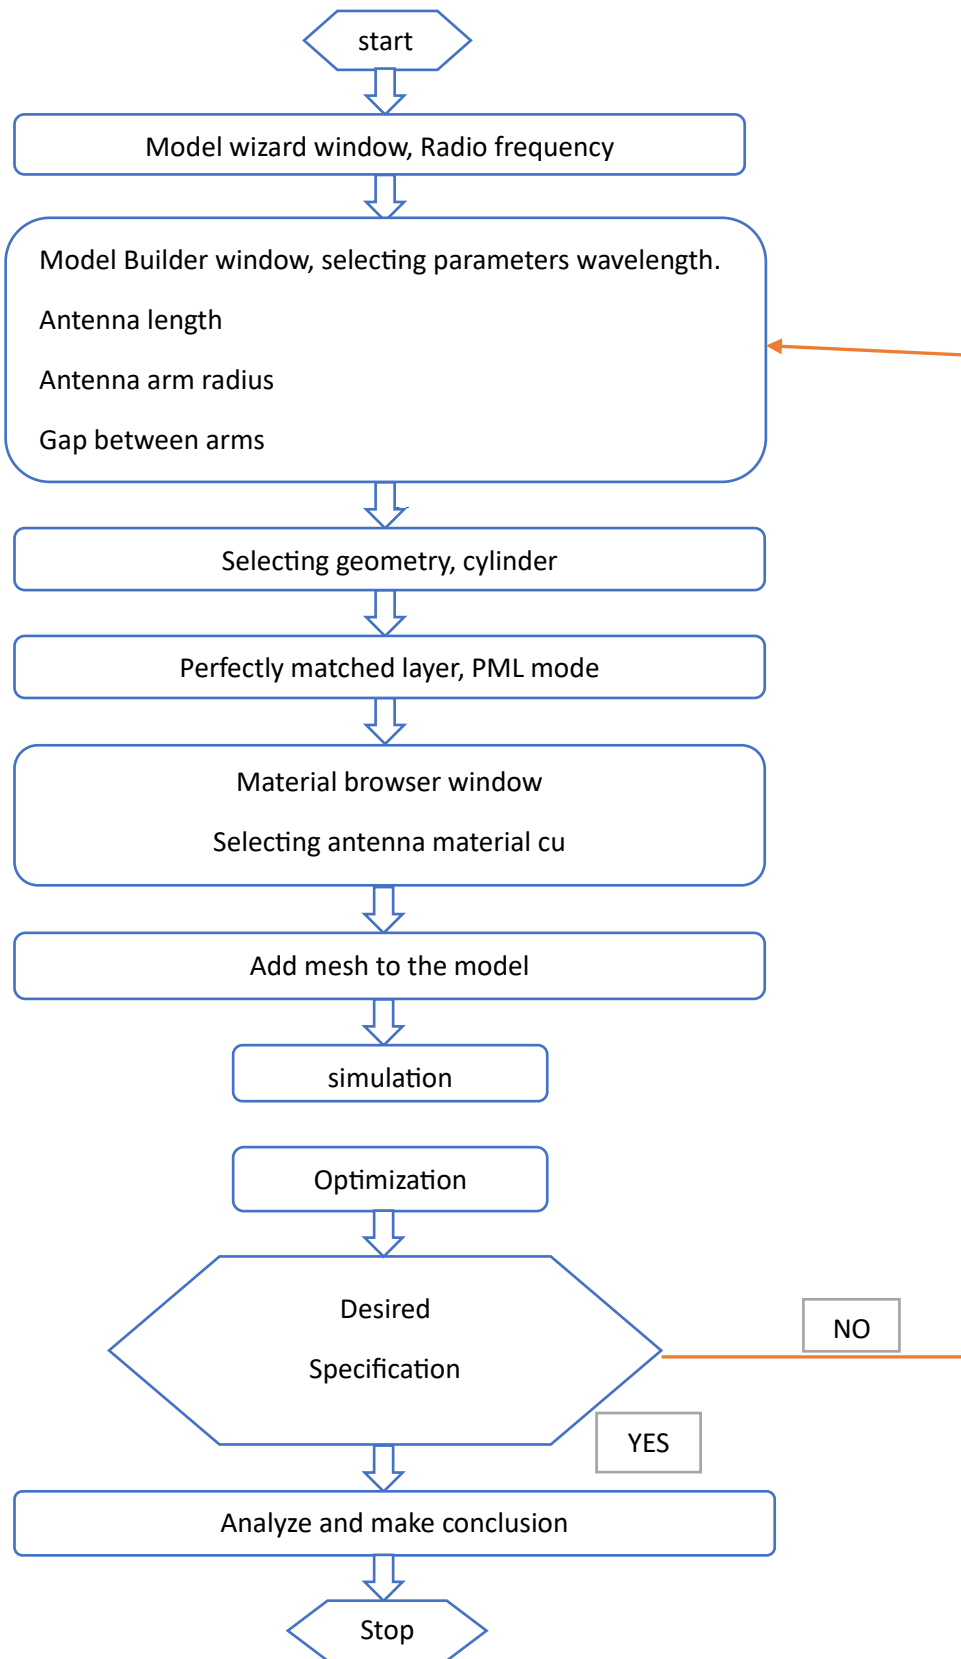 start
Model wizard window, Radio frequency
Model Builder window, selecting parameters wavelength.
Antenna length
Antenna arm radius
Gap between arms
Selecting geometry, cylinder
Perfectly matched layer, PML mode
Material browser window
Selecting antenna material cu
Add mesh to the model
simulation
Optimization
Desired
Specification
NO
YES
Analyze and make conclusion
Stop